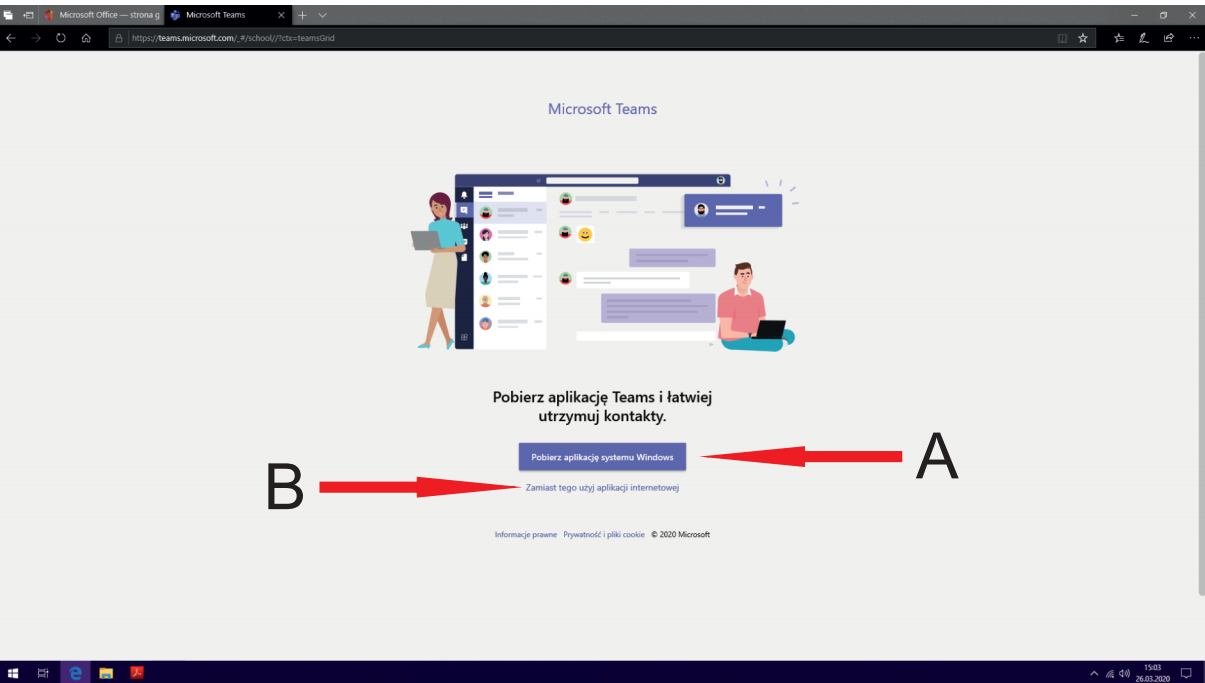 Microsoft Office — strona g
Microsoft Teams
https://teams.microsoft.com/_#/school//?ctx=teamsGrid
Microsoft Teams
Pobierz aplikację Teams i łatwiej
utrzymuj kontakty.
Pobierz aplikację systemu Windows
A
B
Zamiast tego użyj aplikacji internetowej
Informacje prawne Prywatność i pliki cookie © 2020 Microsoft
15:03
26.03.2020